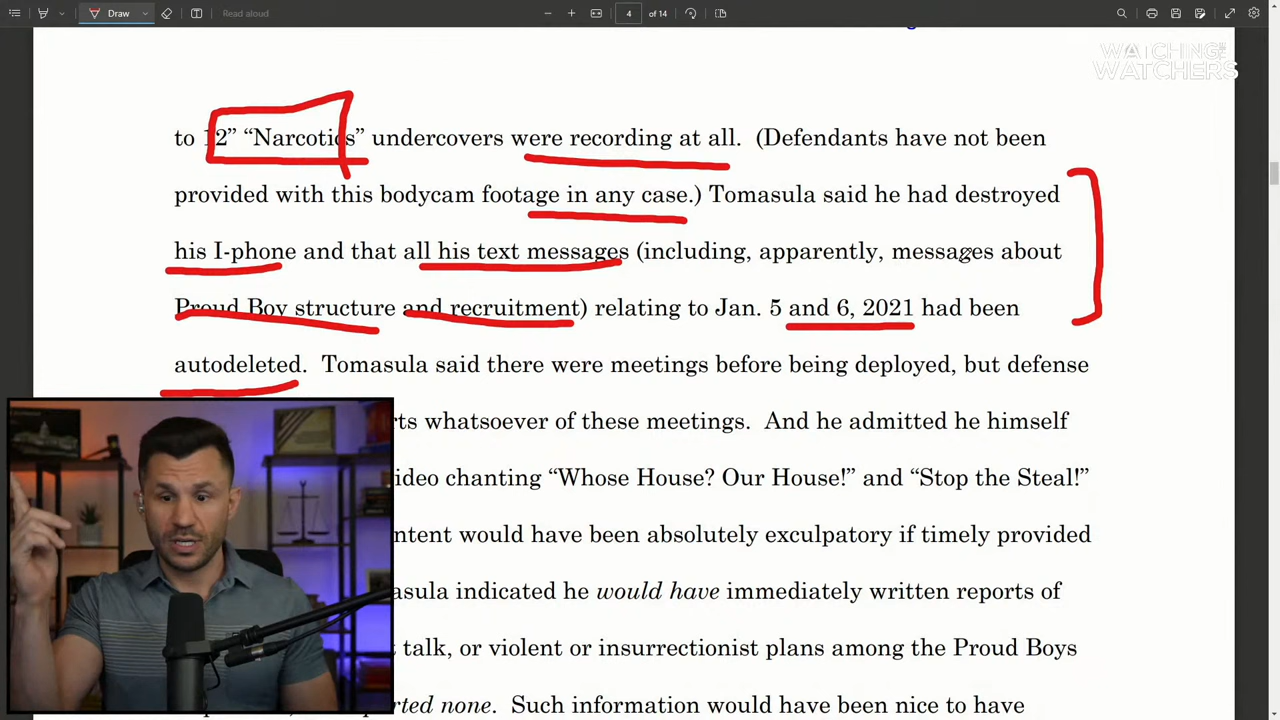 Draw
Read aloud
4 of 14
WATCHING THE
WATCHERS
to 12” “Narcotics” undercovers were recording at all. (Defendants have not been
provided with this bodycam footage in any case.) Tomasula said he had destroyed
his I-phone and that all his text messages (including, apparently, messages about
Proud Boy structure and recruitment) relating to Jan. 5 and 6, 2021 had been
autodeleted. Tomasula said there were meetings before being deployed, but defense
rts whatsoever of these meetings. And he admitted he himself
ideo chanting “Whose House? Our House!” and “Stop the Steal!”
ntent would have been absolutely exculpatory if timely provided
asula indicated he would have immediately written reports of
talk, or violent or insurrectionist plans among the Proud Boys
rted none. Such information would have been nice to have